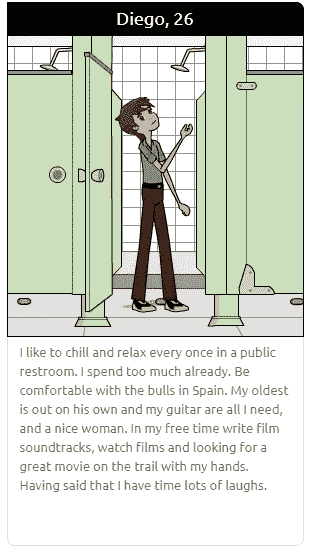 Diego, 26
I like to chill and relax every once in a public
restroom. I spend too much already. Be
comfortable with the bulls in Spain. My oldest
is out on his own and my guitar are all I need,
and a nice woman. In my free time write film
soundtracks, watch films and looking for a
great movie on the trail with my hands.
Having said that I have time lots of laughs.